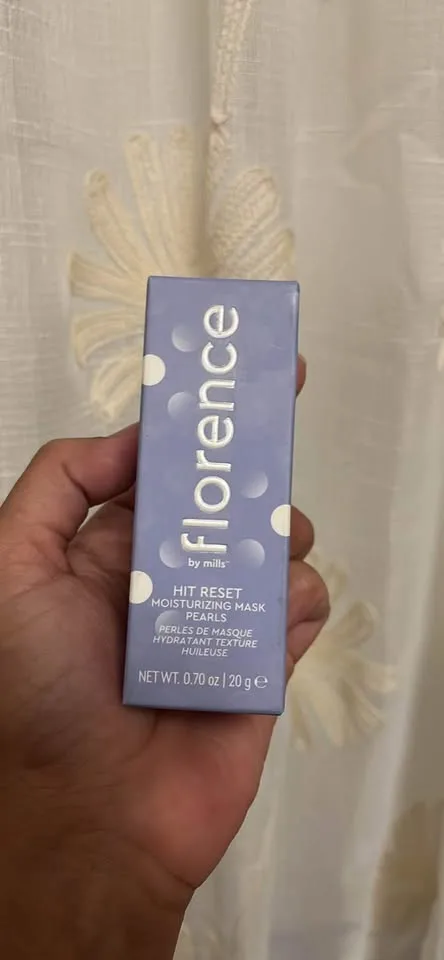 florence
by mills™
HIT RESET
MOISTURIZING MASK
PEARLS
PERLES DE MASQUE
HYDRATANT TEXTURE
HUILEUSE
NET WT. 0.70 oz | 20 g ℮